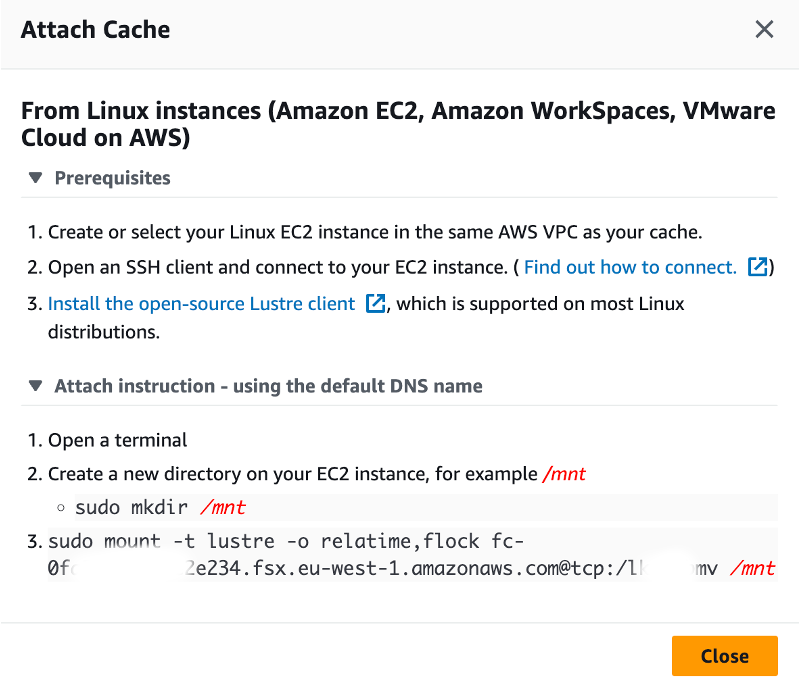 Attach Cache
From Linux instances (Amazon EC2, Amazon WorkSpaces, VMware
Cloud on AWS)
▼ Prerequisites
1. Create or select your Linux EC2 instance in the same AWS VPC as your cache.
2. Open an SSH client and connect to your EC2 instance. ( Find out how to connect. )
3. Install the open-source Lustre client , which is supported on most Linux
distributions.
▼ Attach instruction - using the default DNS name
1. Open a terminal
2. Create a new directory on your EC2 instance, for example /mnt
◦ sudo mkdir /mnt
3. sudo mount -t lustre -o relatime,flock fc-
2e234.fsx.eu-west-1.amazonaws.com@tcp:/ mv /mnt
Close